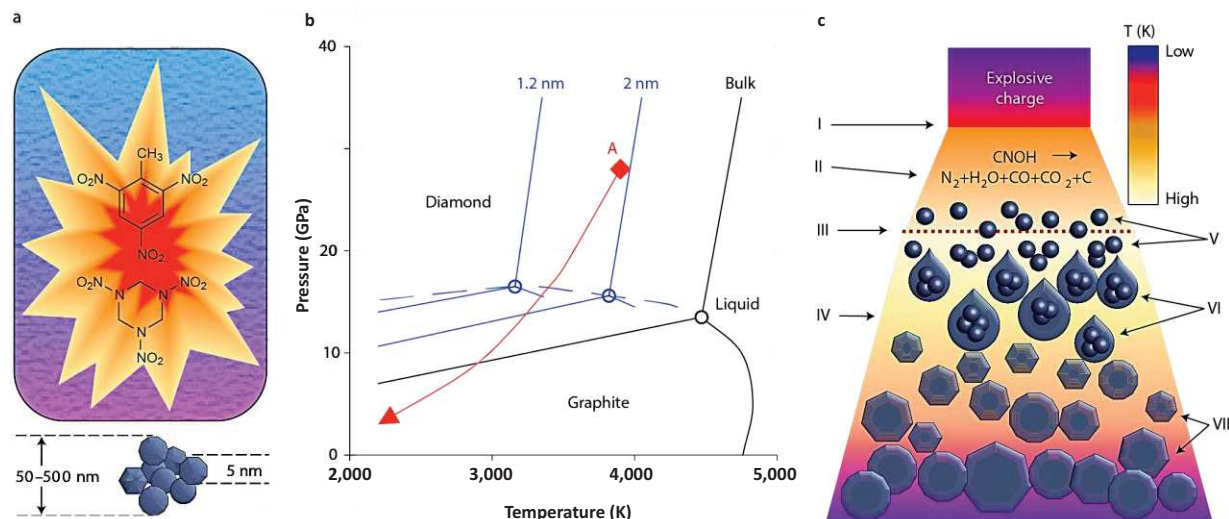 a
CH₃
O₂N
NO₂
NO₂
O₂N
NO₂
N
N
N
NO₂
50–500 nm
5 nm
b
40
20
10
0
Pressure (GPa)
1.2 nm
2 nm
Bulk
A
Diamond
Liquid
Graphite
2,000
3,000
4,000
5,000
Temperature (K)
c
Explosive
charge
T (K)
Low
High
I
II
CNOH
N₂+H₂O+CO+CO₂+C
III
IV
V
VI
VII